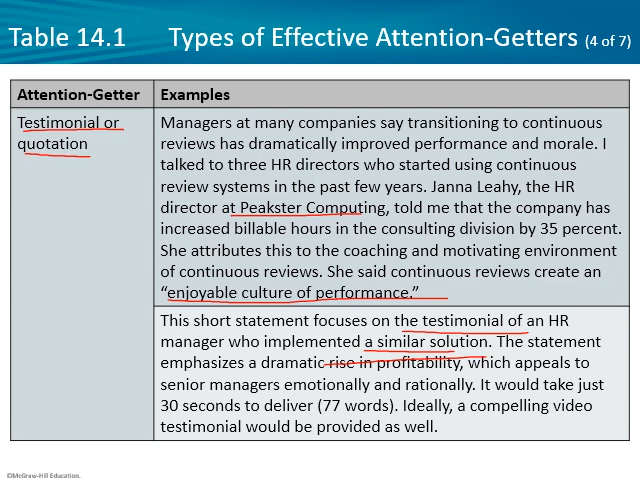 Table 14.1 Types of Effective Attention-Getters (4 of 7)
Attention-Getter Examples
Testimonial or
quotation
Managers at many companies say transitioning to continuous
reviews has dramatically improved performance and morale. I
talked to three HR directors who started using continuous
review systems in the past few years. Janna Leahy, the HR
director at Peakster Computing, told me that the company has
increased billable hours in the consulting division by 35 percent.
She attributes this to the coaching and motivating environment
of continuous reviews. She said continuous reviews create an
“enjoyable culture of performance.”
This short statement focuses on the testimonial of an HR
manager who implemented a similar solution. The statement
emphasizes a dramatic rise in profitability, which appeals to
senior managers emotionally and rationally. It would take just
30 seconds to deliver (77 words). Ideally, a compelling video
testimonial would be provided as well.
©McGraw-Hill Education.